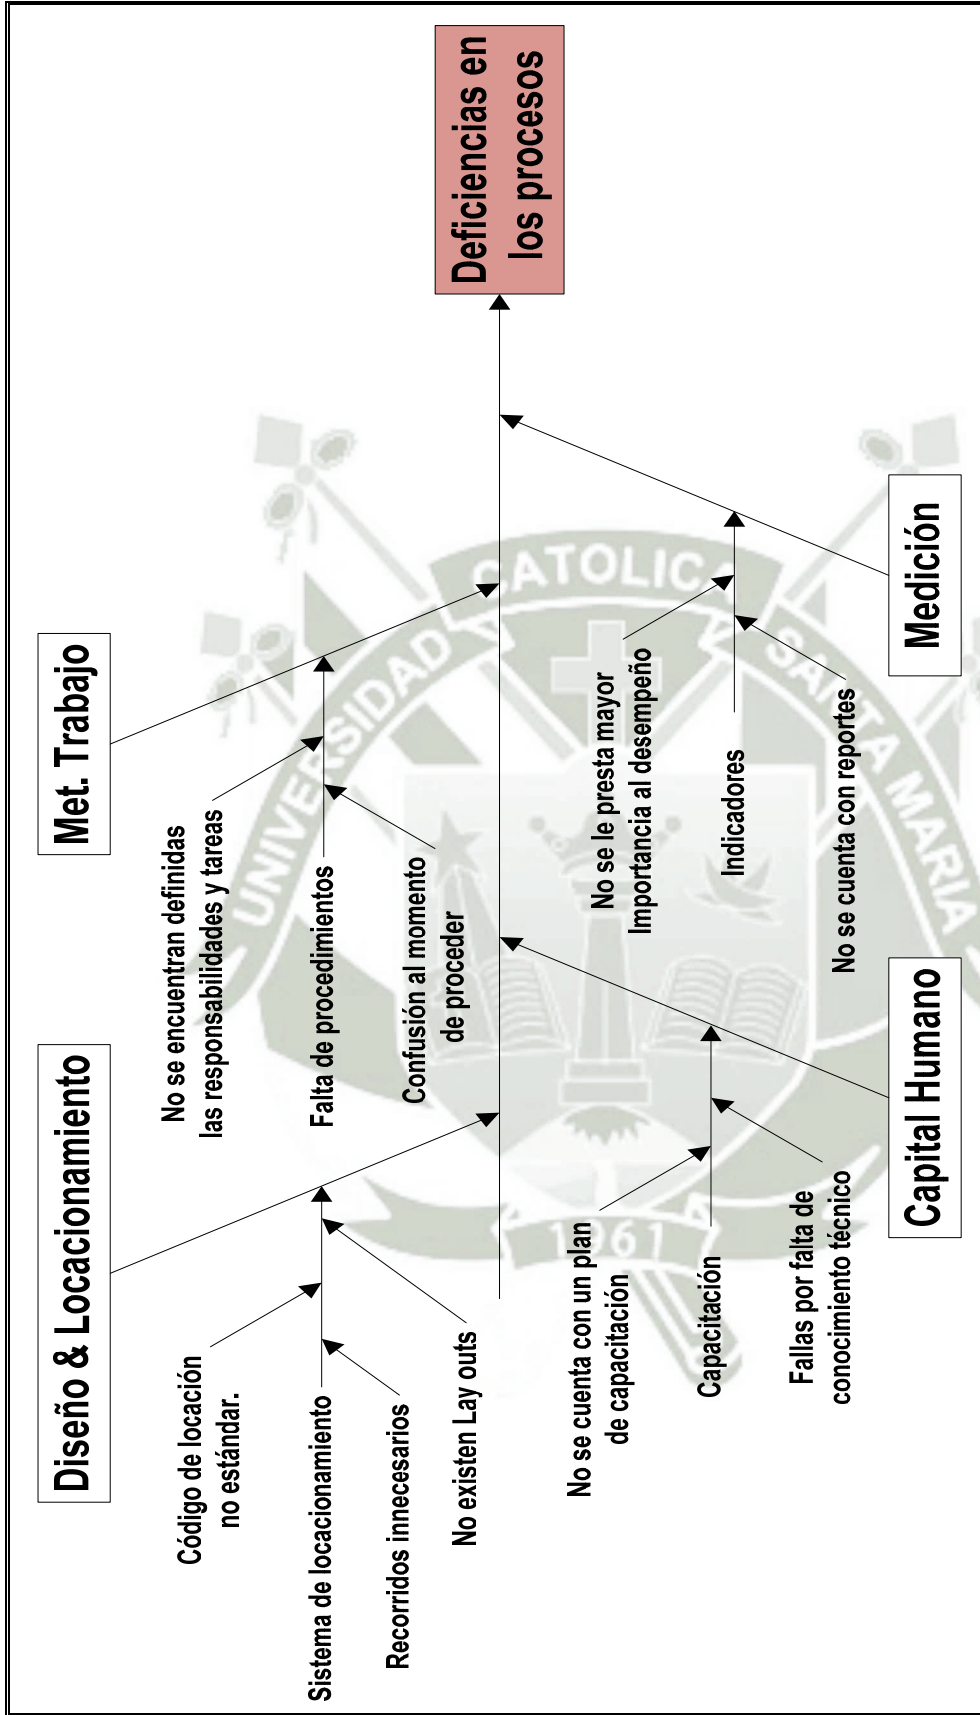 Diseño & Locacionamiento
Met. Trabajo
Código de locación
no estándar.
Sistema de locacionamiento
Recorridos innecesarios
No existen Lay outs
No se encuentran definidas
las responsabilidades y tareas
Falta de procedimientos
Confusión al momento
de proceder
Deficiencias en
los procesos
No se cuenta con un plan
de capacitación
Capacitación
Fallas por falta de
conocimiento técnico
No se le presta mayor
Importancia al desempeño
Indicadores
No se cuenta con reportes
Capital Humano
Medición
UNIVERSIDAD CATOLICA SANTA MARIA
1961